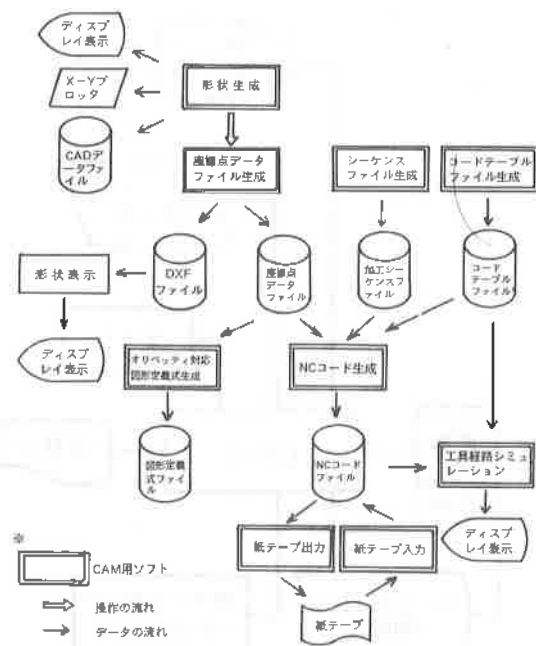 ディスプ
レイ表示
X－Yプ
ロッタ
CADデ
ータファ
イル
形状生成
座標点データ
ファイル生成
シーケンス
ファイル生成
コードテーブル
ファイル生成
形状表示
DXF
ファイル
座標点
データ
ファイル
加工シー
ケンスフ
ァイル
コード
テーブル
ファイル
ディスプ
レイ表示
オリベッティ対応
図形定義式生成
NCコード生成
図形定義
式ファイ
ル
NCコード
ファイル
工具経路シミュ
レーション
紙テープ出力
紙テープ入力
ディスプ
レイ表示
紙テープ
※
CAM用ソフト
操作の流れ
データの流れ